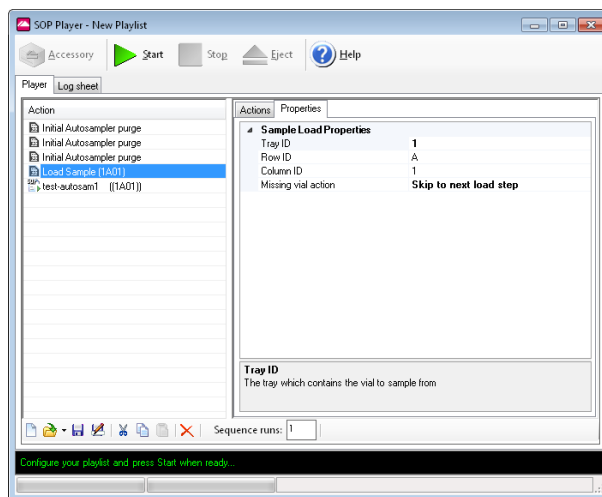 SOP Player - New Playlist
Accessory Start Stop Eject Help
Player Log sheet
Action
Initial Autosampler purge
Initial Autosampler purge
Initial Autosampler purge
Load Sample (1A01)
test-autosam1 ((1A01))
Actions Properties
Sample Load Properties
Tray ID 1
Row ID A
Column ID 1
Missing vial action Skip to next load step
Tray ID
The tray which contains the vial to sample from
Sequence runs: 1
Configure your playlist and press Start when ready...